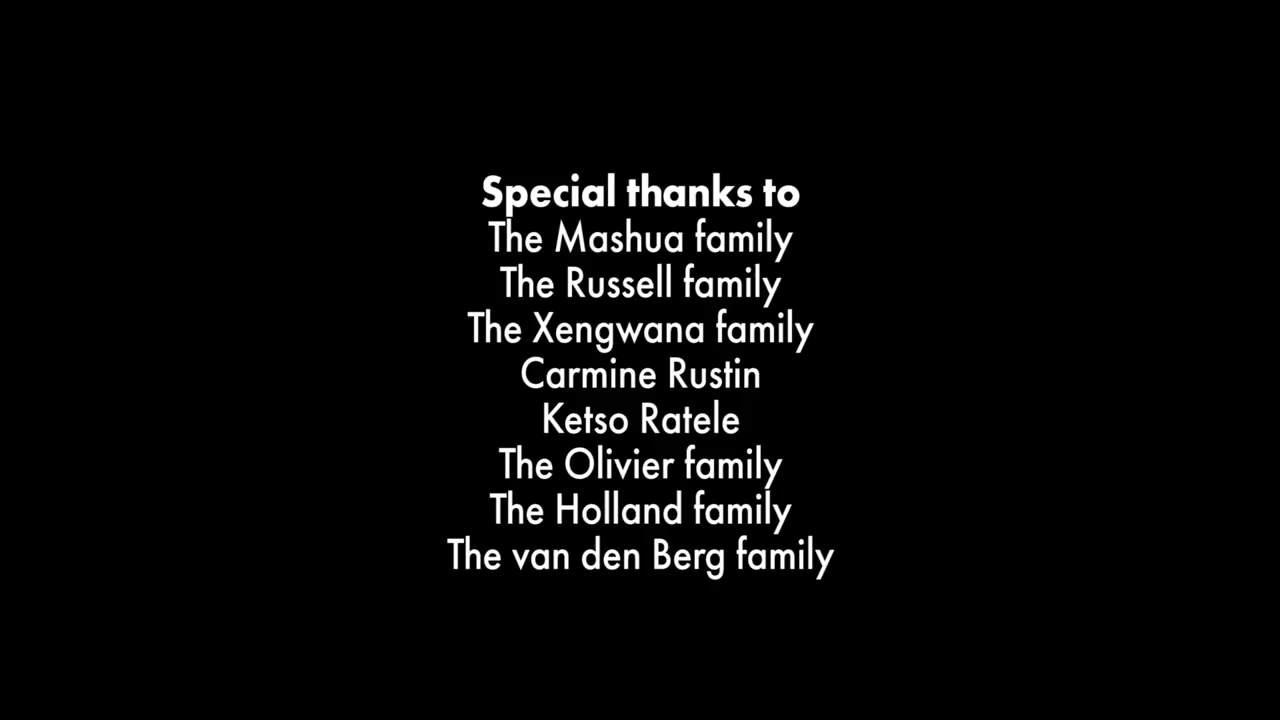 Special thanks to
The Mashua family
The Russell family
The Xengwana family
Carmine Rustin
Ketso Ratele
The Olivier family
The Holland family
The van den Berg family